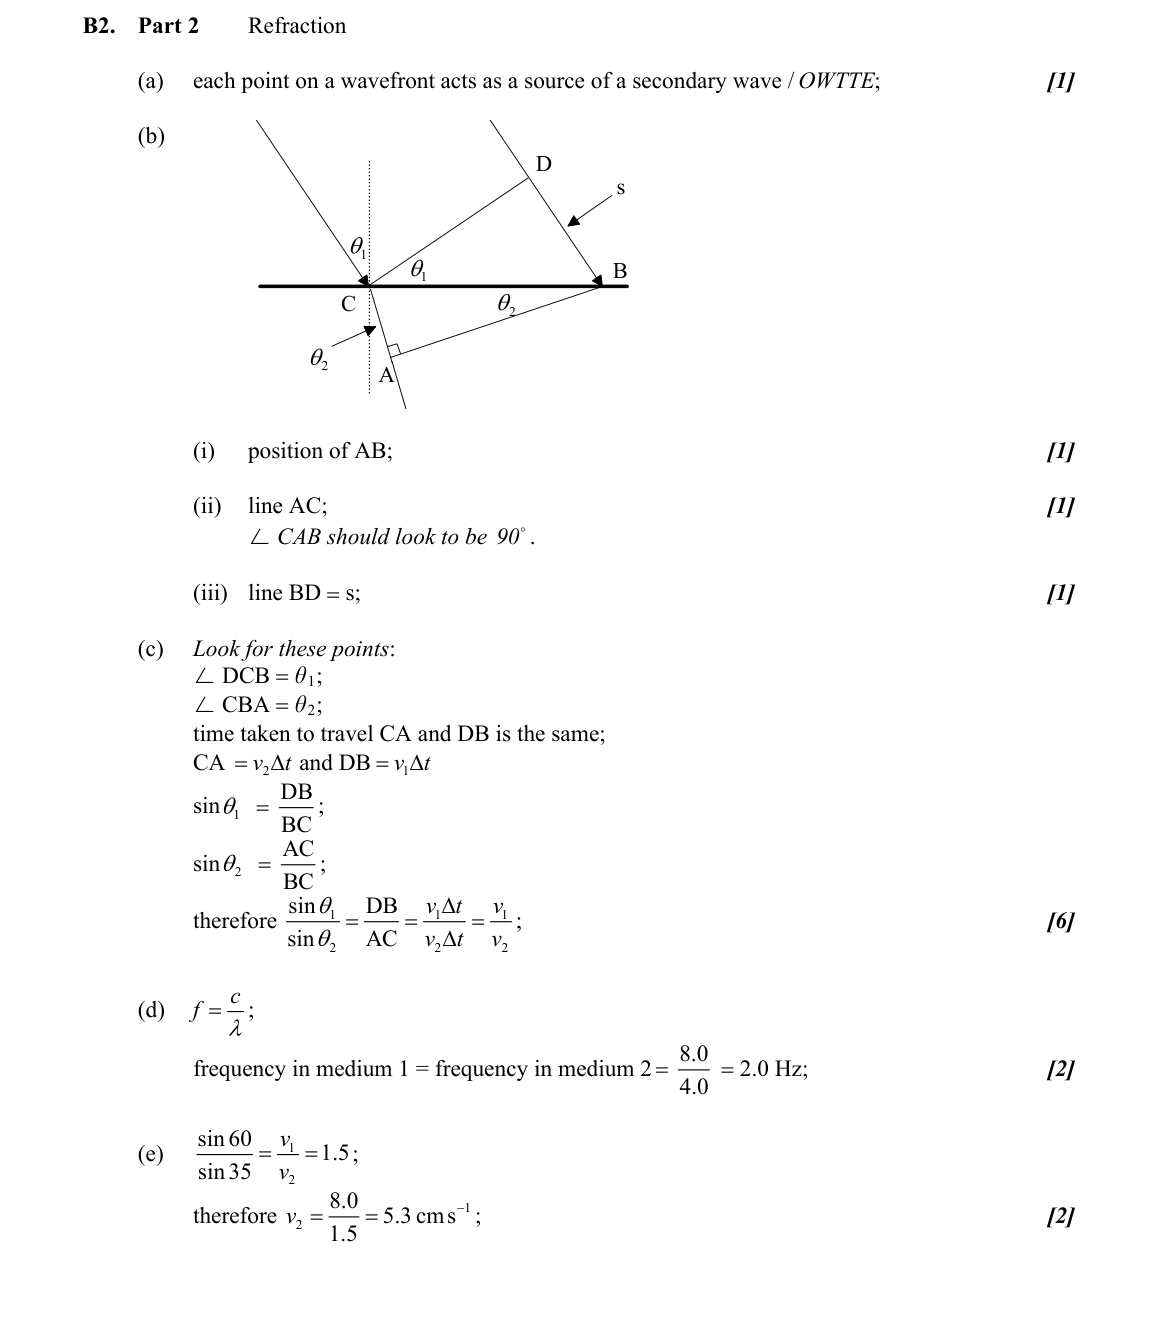 B2. Part 2 Refraction
(a) each point on a wavefront acts as a source of a secondary wave / OWTTE; [1]
(b)
D
s
θ₁
θ₁
B
C
θ₂
θ₂
A
(i) position of AB; [1]
(ii) line AC; [1]
∠ CAB should look to be 90°.
(iii) line BD = s; [1]
(c) Look for these points:
∠ DCB = θ₁;
∠ CBA = θ₂;
time taken to travel CA and DB is the same;
CA = v₂Δt and DB = v₁Δt
sin θ₁ = DB/BC;
sin θ₂ = AC/BC;
therefore sin θ₁/sin θ₂ = DB/AC = v₁Δt/v₂Δt = v₁/v₂; [6]
(d) f = c/λ;
frequency in medium 1 = frequency in medium 2 = 8.0/4.0 = 2.0 Hz; [2]
(e) sin 60/sin 35 = v₁/v₂ = 1.5;
therefore v₂ = 8.0/1.5 = 5.3 cm s⁻¹; [2]